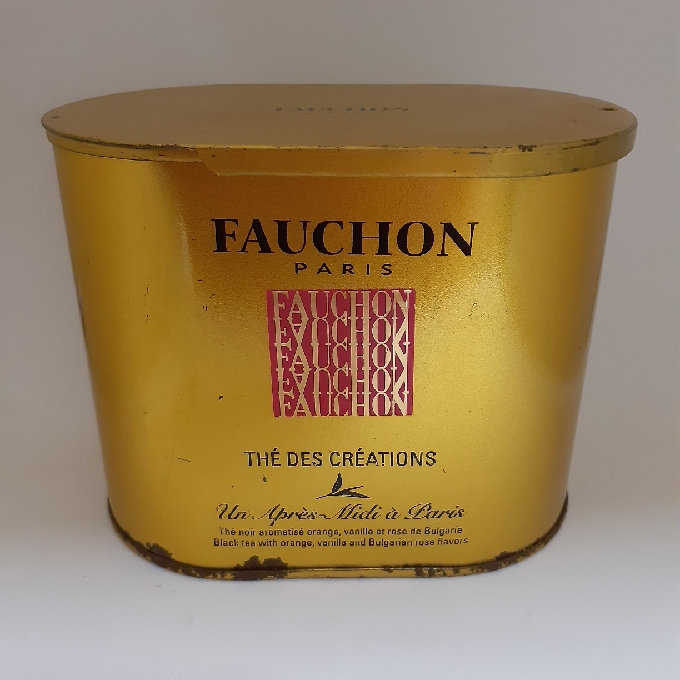 FAUCHON
FAUCHON
PARIS
FAUCHON
FAUCHON
FAUCHON
FAUCHON
FAUCHON
THÉ DES CRÉATIONS
Un Après-Midi à Paris
Thé noir aromatisé orange, vanille et rose de Bulgarie
Black tea with orange, vanilla and Bulgarian rose flavors